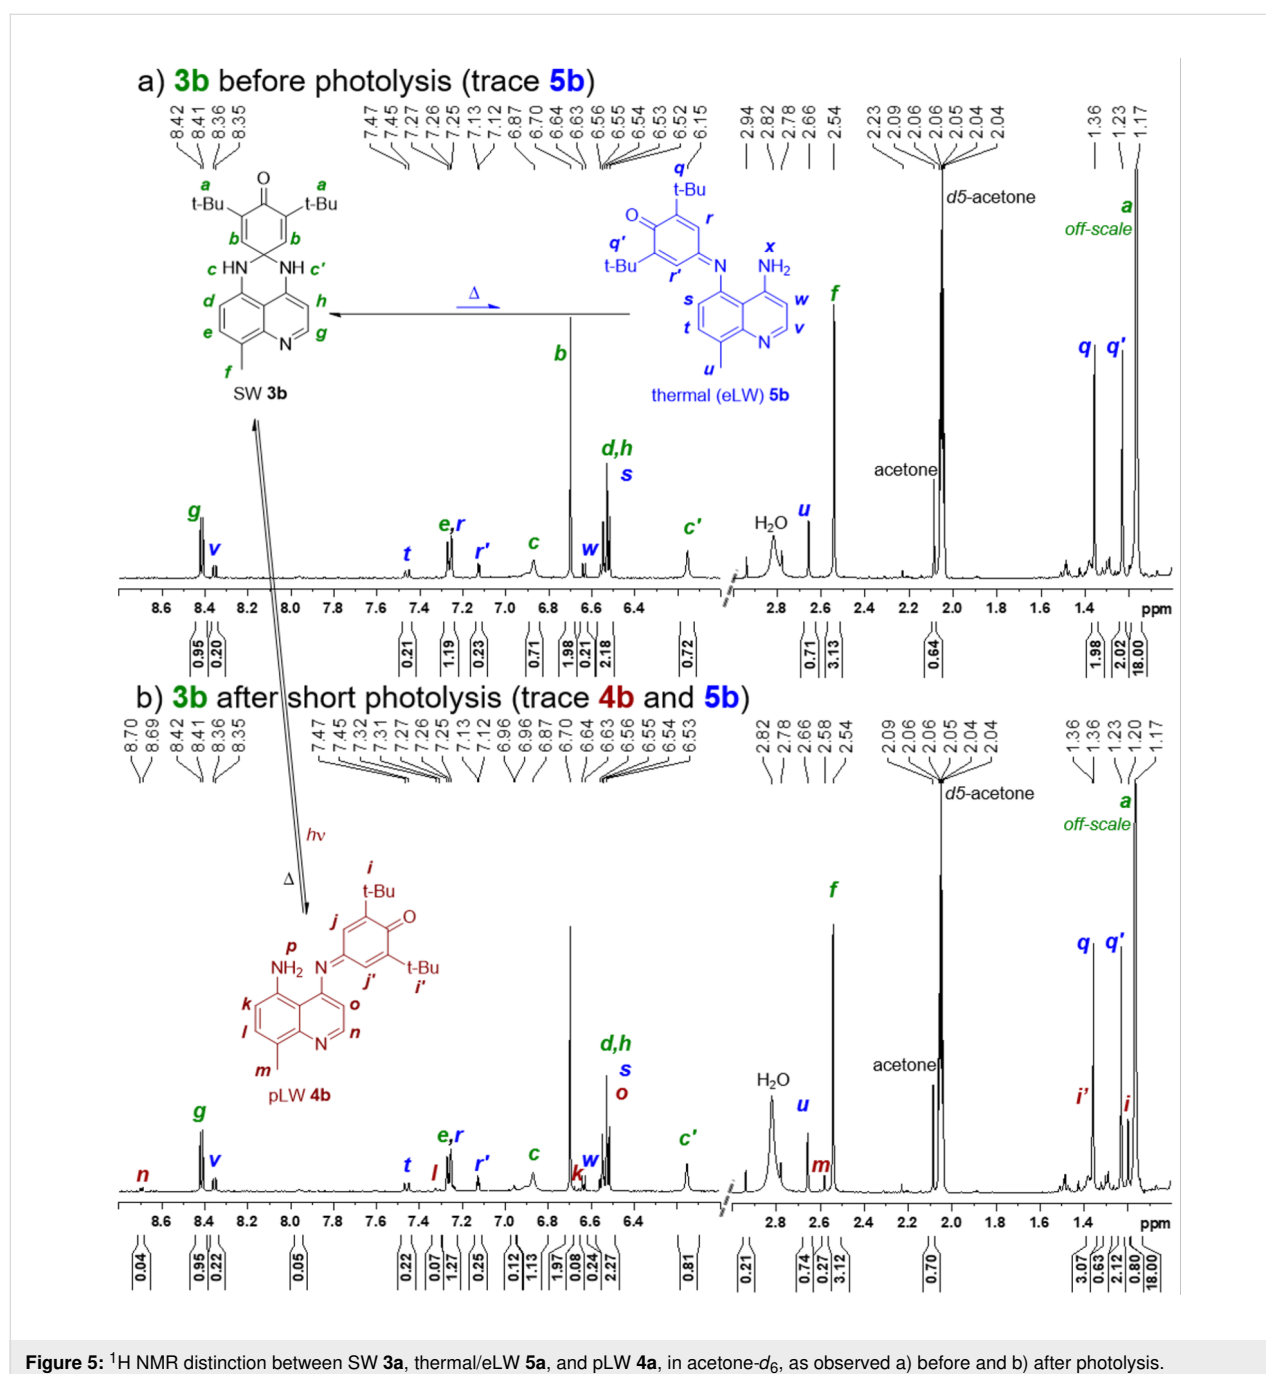 a) 3b before photolysis (trace 5b)
8.42 8.41 8.36 8.35 7.47 7.45 7.27 7.26 7.25 7.13 7.12 6.87 6.70 6.64 6.63 6.56 6.55 6.54 6.53 6.52 6.15 2.94 2.82 2.78 2.66 2.54 2.23 2.09 2.06 2.06 2.05 2.04 2.04 1.36 1.23 1.17
a O a
t-Bu t-Bu
b b
c HN NH c'
d h
e g
N
f
SW 3b
Δ
q
t-Bu
O r
q' x
t-Bu r' N NH2
s w
t v
N
u
thermal (eLW) 5b
d5-acetone
a
off-scale
f
b
q q'
d,h
s
acetone
g
v
t
e,r
r'
c
w
c'
H2O
u
8.6 8.4 8.2 8.0 7.8 7.6 7.4 7.2 7.0 6.8 6.6 6.4 2.8 2.6 2.4 2.2 2.0 1.8 1.6 1.4 ppm
0.95 0.20 0.21 1.19 0.23 0.71 1.98 0.21 2.18 0.72 0.71 3.13 0.64 1.98 2.02 18.00
b) 3b after short photolysis (trace 4b and 5b)
8.70 8.69 8.42 8.41 8.36 8.35 7.47 7.45 7.32 7.31 7.27 7.26 7.25 7.13 7.12 6.96 6.96 6.87 6.70 6.64 6.63 6.56 6.55 6.54 6.53 2.82 2.78 2.66 2.58 2.54 2.09 2.06 2.06 2.05 2.04 2.04 1.36 1.36 1.23 1.20 1.17
hν
Δ
i
t-Bu
j O
p
NH2 N j' t-Bu
i'
k o
l n
N
m
pLW 4b
d5-acetone
a
off-scale
f
q q'
d,h
s
o
acetone
i' i
H2O
u
m
g
n v
t
l
e,r
r'
c
k w
c'
8.6 8.4 8.2 8.0 7.8 7.6 7.4 7.2 7.0 6.8 6.6 6.4 2.8 2.6 2.4 2.2 2.0 1.8 1.6 1.4 ppm
0.04 0.95 0.22 0.05 0.22 0.07 1.27 0.25 0.12 1.13 1.97 0.08 0.24 2.27 0.81 0.21 0.74 0.27 3.12 0.70 3.07 0.63 2.12 0.80 18.00
Figure 5: 1H NMR distinction between SW 3a, thermal/eLW 5a, and pLW 4a, in acetone-d6, as observed a) before and b) after photolysis.